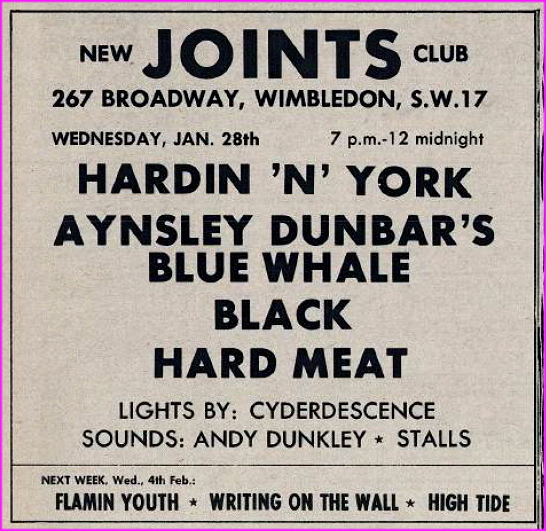 NEW JOINTS CLUB
267 BROADWAY, WIMBLEDON, S.W.17
WEDNESDAY, JAN. 28th 7 p.m.-12 midnight
HARDIN 'N' YORK
AYNSLEY DUNBAR'S
BLUE WHALE
BLACK
HARD MEAT
LIGHTS BY: CYDERDESCENCE
SOUNDS: ANDY DUNKLEY ★ STALLS
NEXT WEEK, Wed., 4th Feb.:
FLAMIN YOUTH ★ WRITING ON THE WALL ★ HIGH TIDE